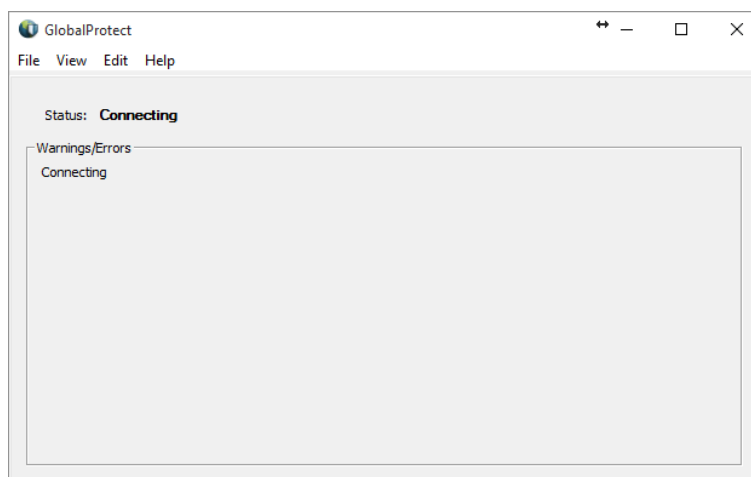 GlobalProtect
File View Edit Help
Status: Connecting
Warnings/Errors
Connecting